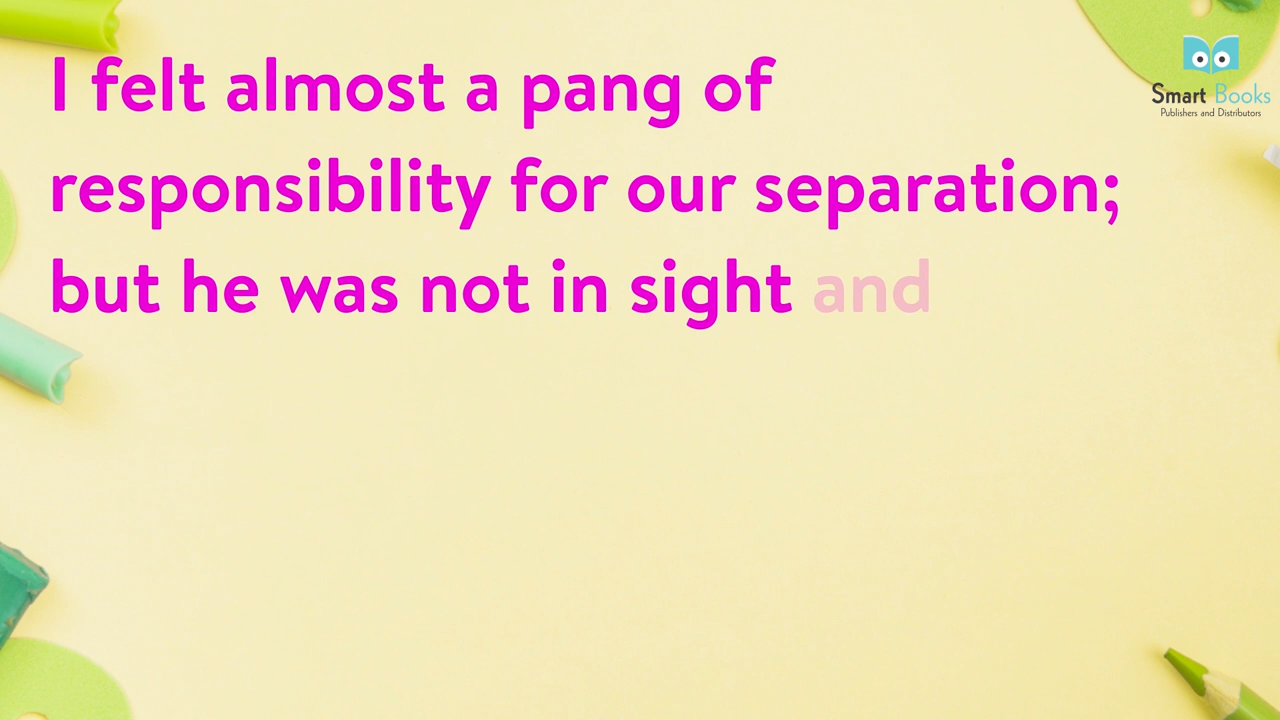 I felt almost a pang of
responsibility for our separation;
but he was not in sight and
Smart Books
Publishers and Distributors